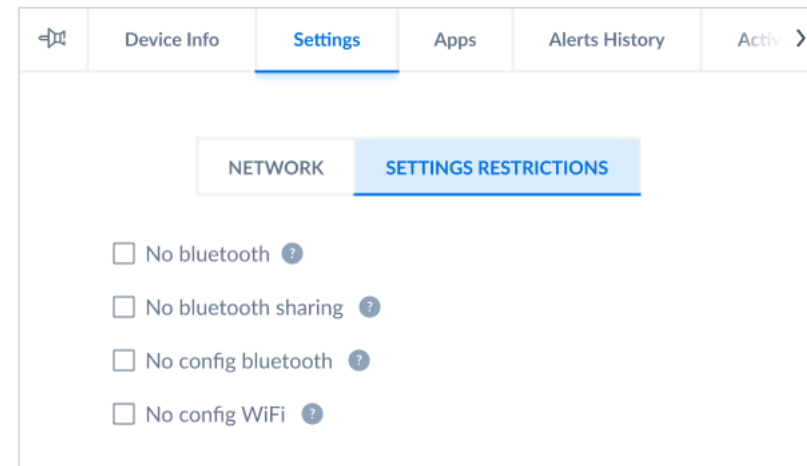 Device Info Settings Apps Alerts History Activ
NETWORK SETTINGS RESTRICTIONS
No bluetooth ?
No bluetooth sharing ?
No config bluetooth ?
No config WiFi ?